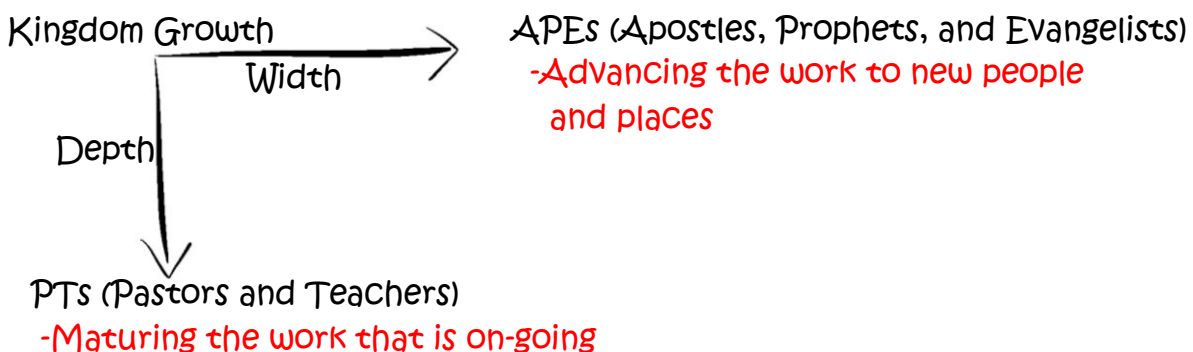 Kingdom Growth
APEs (Apostles, Prophets, and Evangelists)
Width
-Advancing the work to new people
and places
Depth
PTs (Pastors and Teachers)
-Maturing the work that is on-going